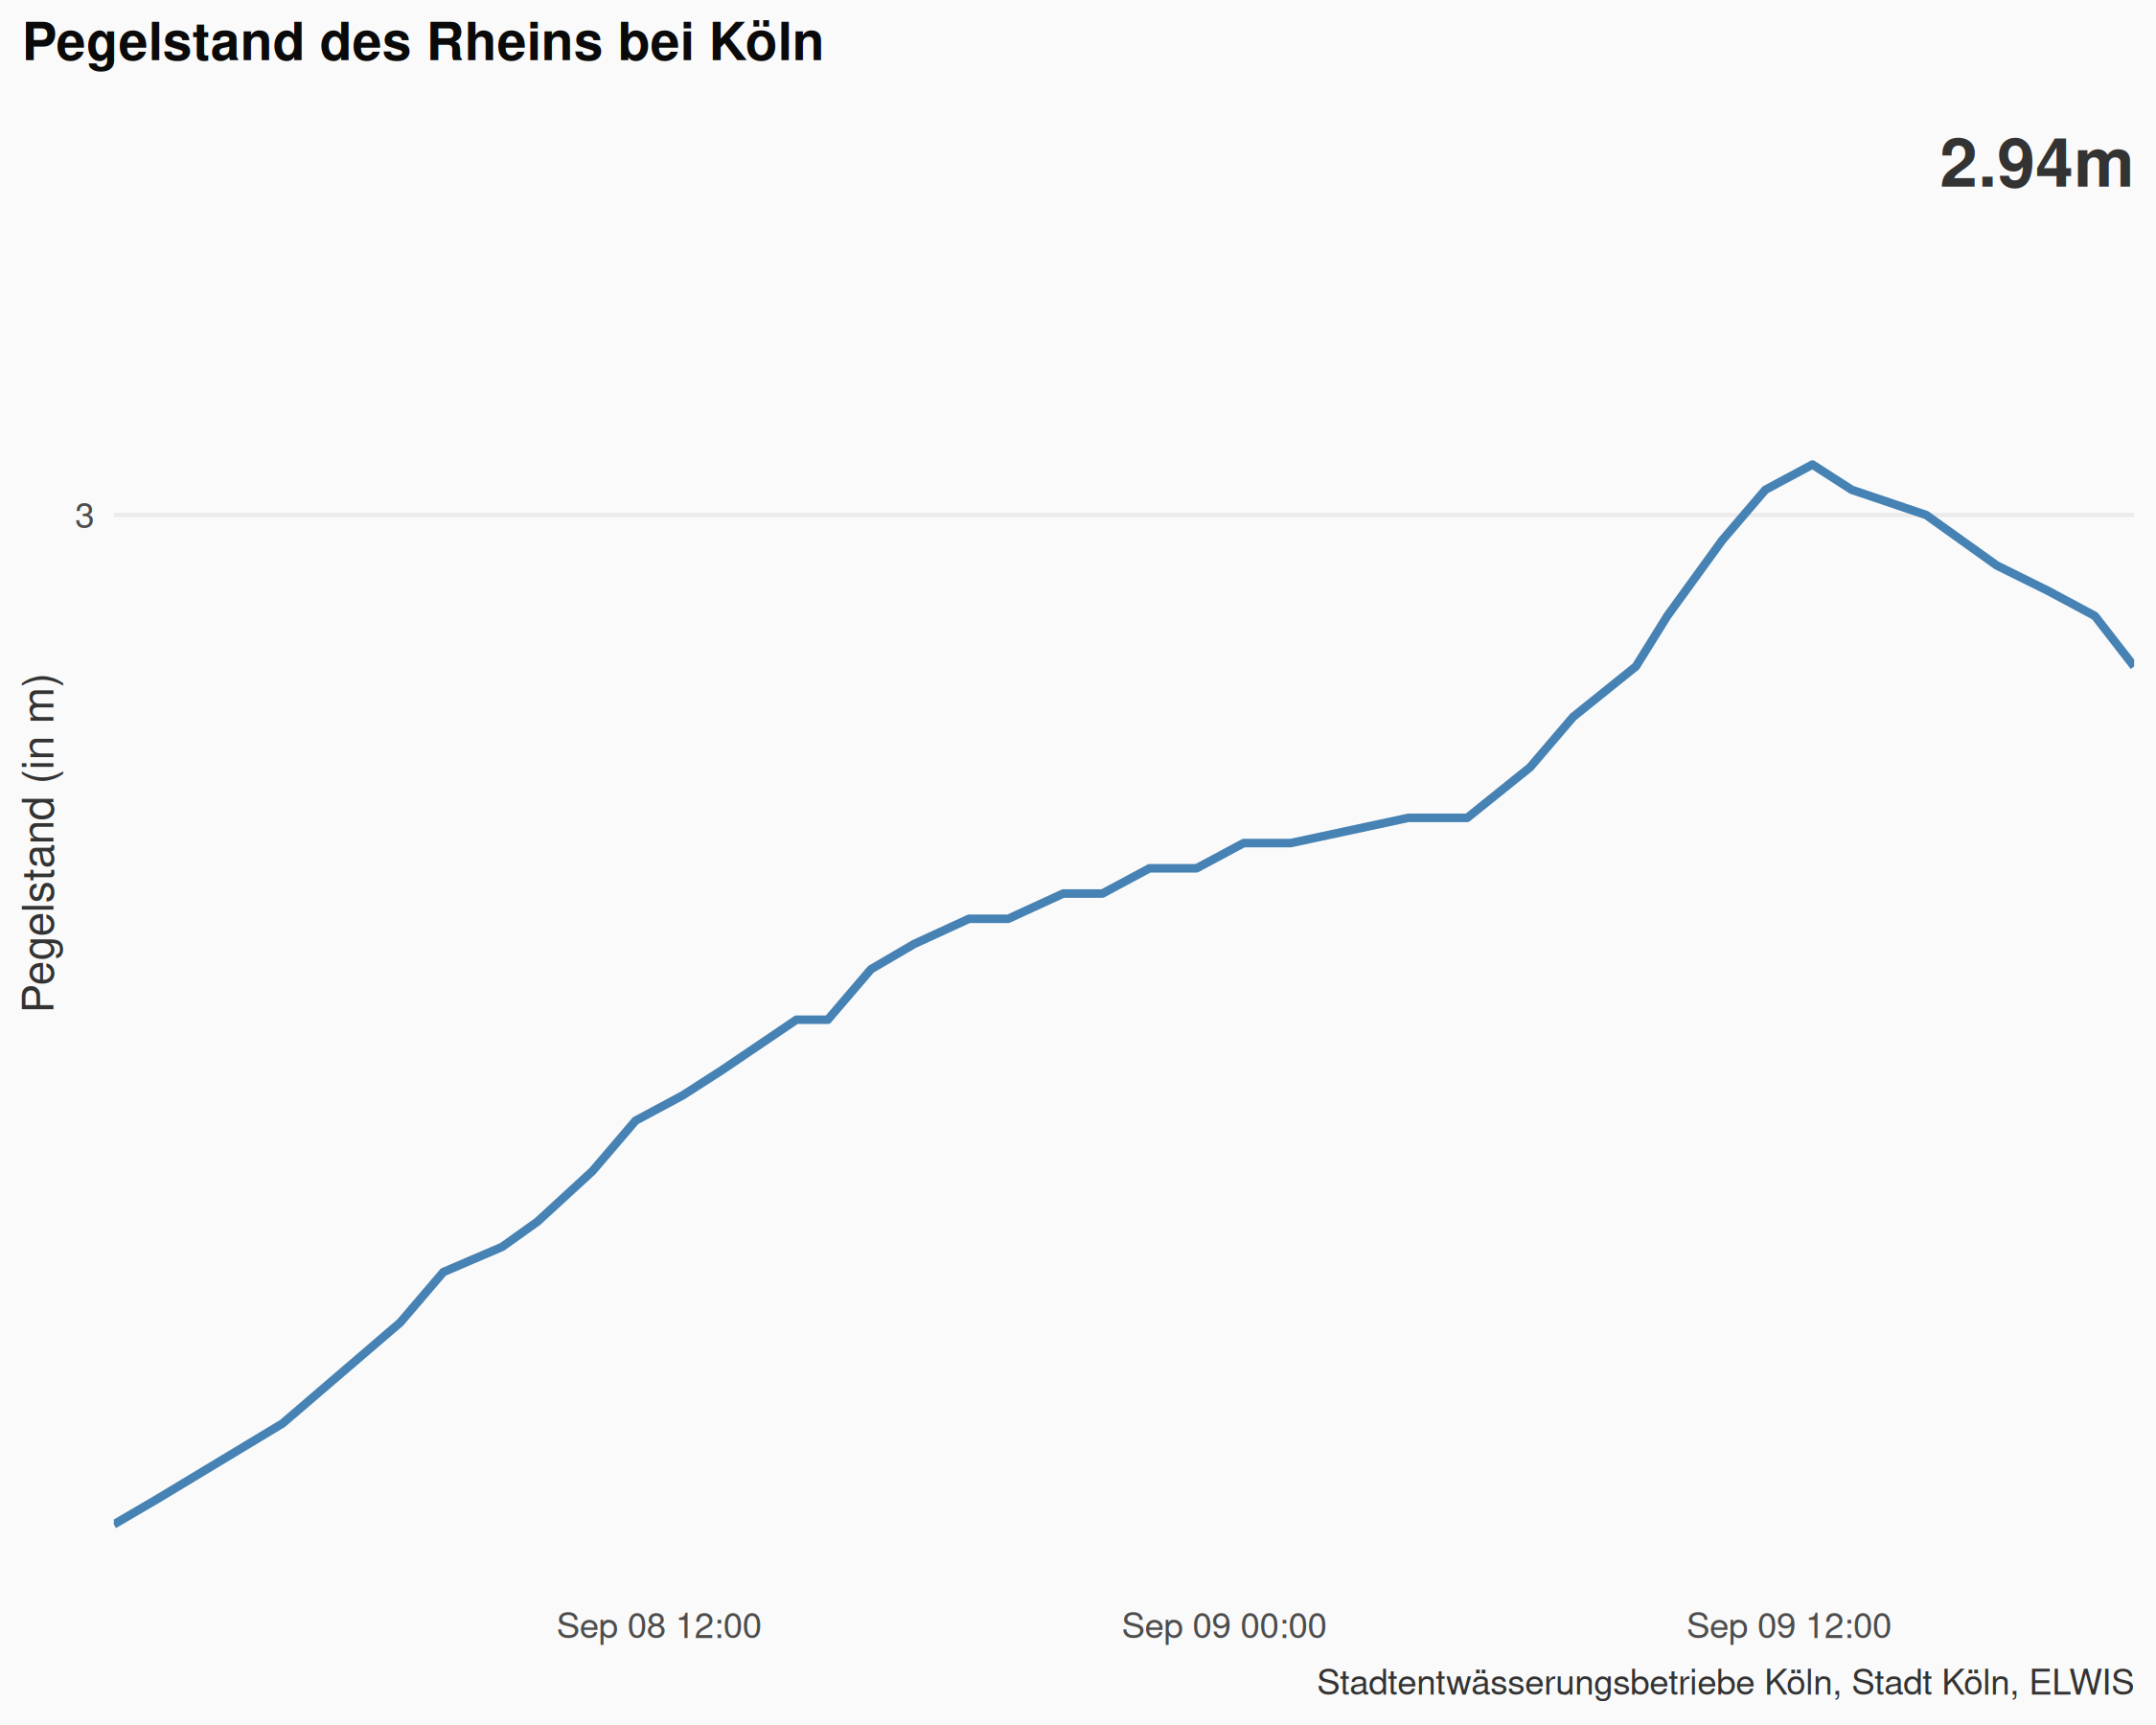 Pegelstand des Rheins bei Köln
2.94m
3
Pegelstand (in m)
Sep 08 12:00
Sep 09 00:00
Sep 09 12:00
Stadtentwässerungsbetriebe Köln, Stadt Köln, ELWIS